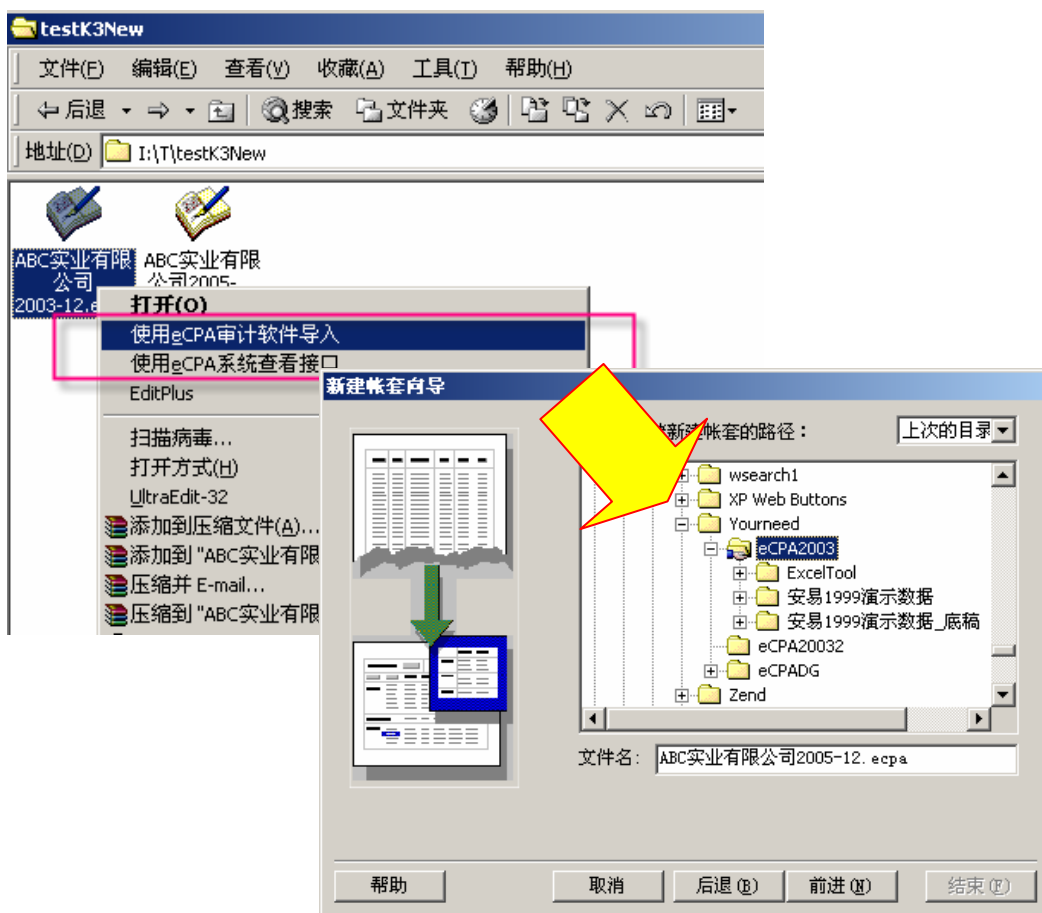 testK3New
文件(F) 编辑(E) 查看(V) 收藏(A) 工具(T) 帮助(H)
后退 搜索 文件夹
地址(D) I:\T\testK3New
ABC实业有限
公司
2003-12.e
ABC实业有限
公司2005-
打开(O)
使用eCPA审计软件导入
使用eCPA系统查看接口
EditPlus
扫描病毒...
打开方式(H)
UltraEdit-32
添加到压缩文件(A)...
添加到 "ABC实业有限
压缩并 E-mail...
压缩到 "ABC实业有限
新建帐套向导
新建帐套的路径：
上次的目录
wsearch1
XP Web Buttons
Yourneed
eCPA2003
ExcelTool
安易1999演示数据
安易1999演示数据_底稿
eCPA20032
eCPADG
Zend
文件名: ABC实业有限公司2005-12.ecpa
帮助 取消 后退(B) 前进(N) 结束(F)